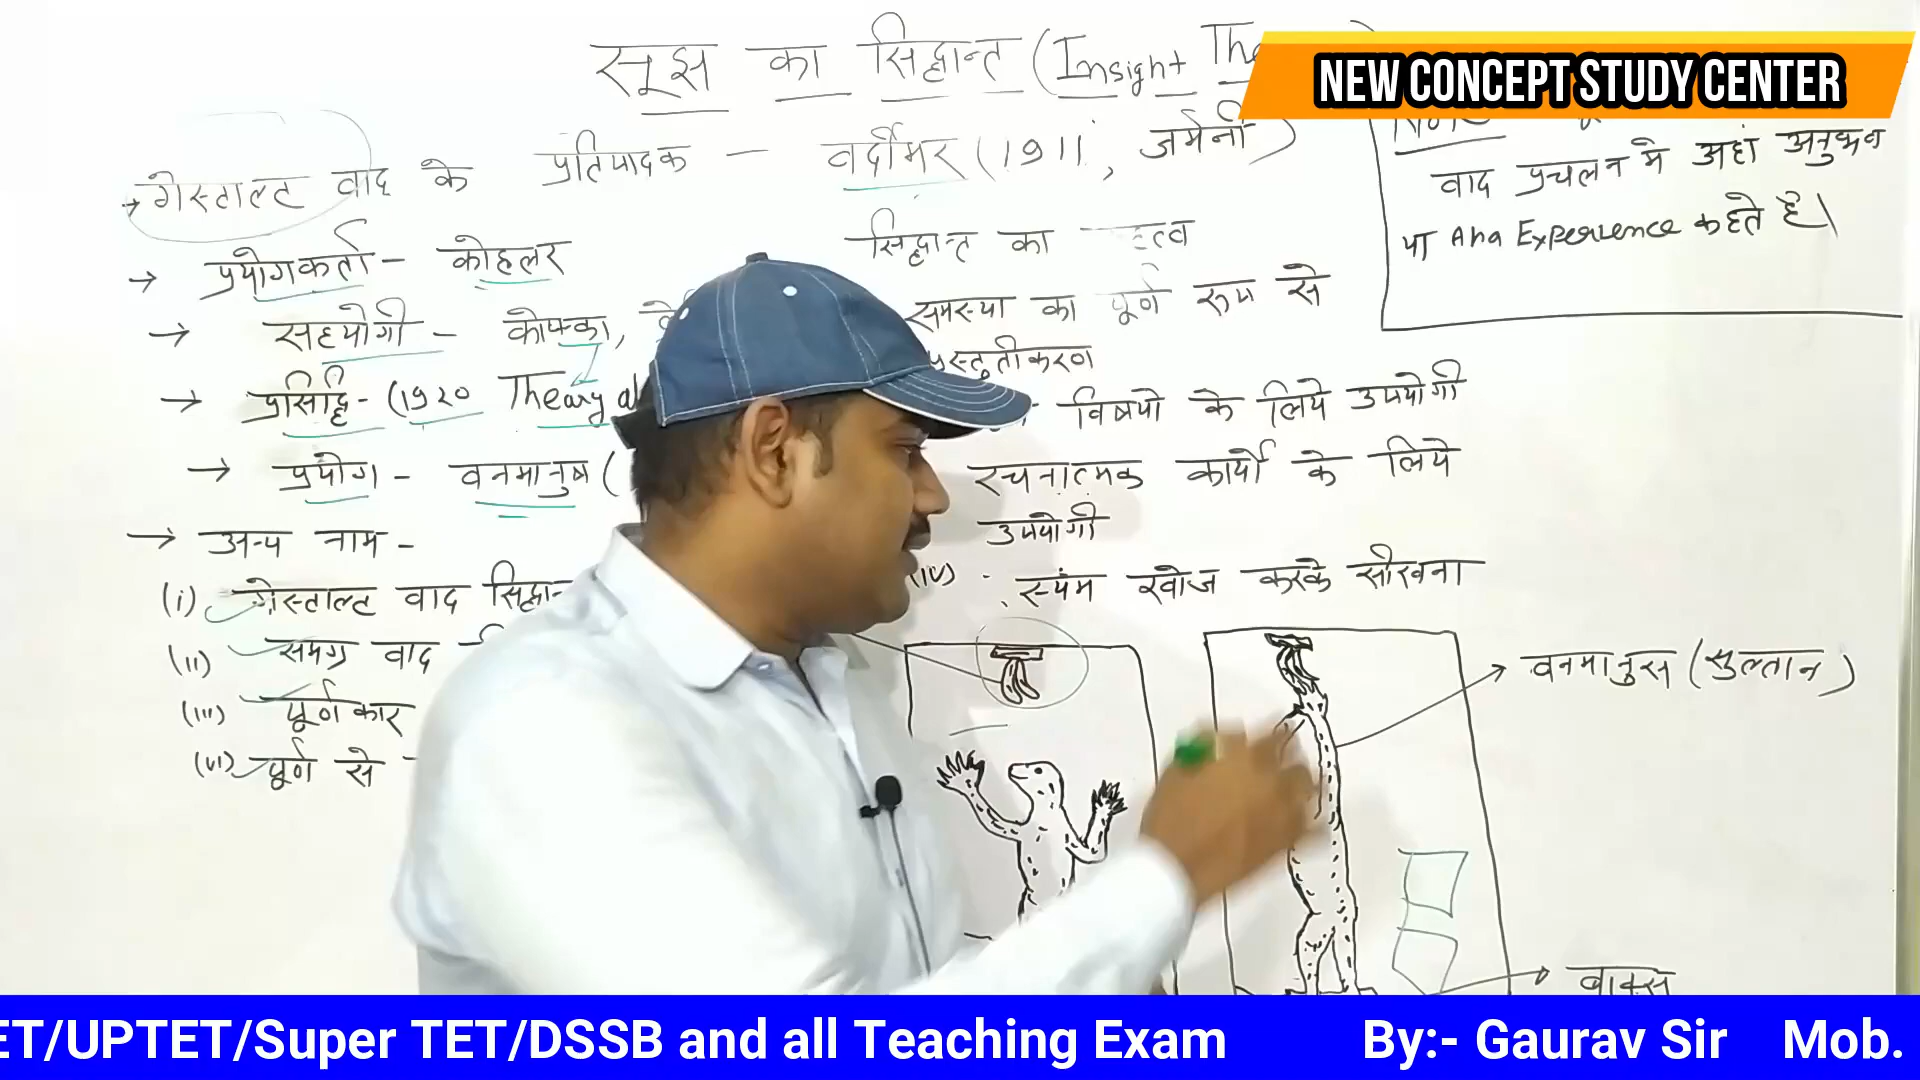 सूझ का सिद्धान्त (Insight The
NEW CONCEPT STUDY CENTER
→ गेस्टाल्ट वाद के प्रतिपादक – वर्दीमर (1911, जर्मनी)
→ प्रयोगकर्ता – कोहलर
→ सहयोगी – कोफ्का,
→ प्रसिद्धि – (1920 Theory
→ प्रयोग – वनमानुष (
→ अन्य नाम –
(i) गेस्टाल्ट वाद
(ii) समग्र वाद
(iii) पूर्णकार
(vi) पूर्ण से
सिद्धान्त का
समस्या का पूर्ण रूप से
प्रस्तुतीकरण
विषयो के लिये उपयोगी
रचनात्मक कार्यो के लिये
उपयोगी
(iv) स्यंम खोज करके सीखना
वाद प्रचलन मे अहां अनुभव
या Aha Experience कहते है।
वनमानुस (सुल्तान)
बाक्स
ET/UPTET/Super TET/DSSB and all Teaching Exam By:- Gaurav Sir Mob.